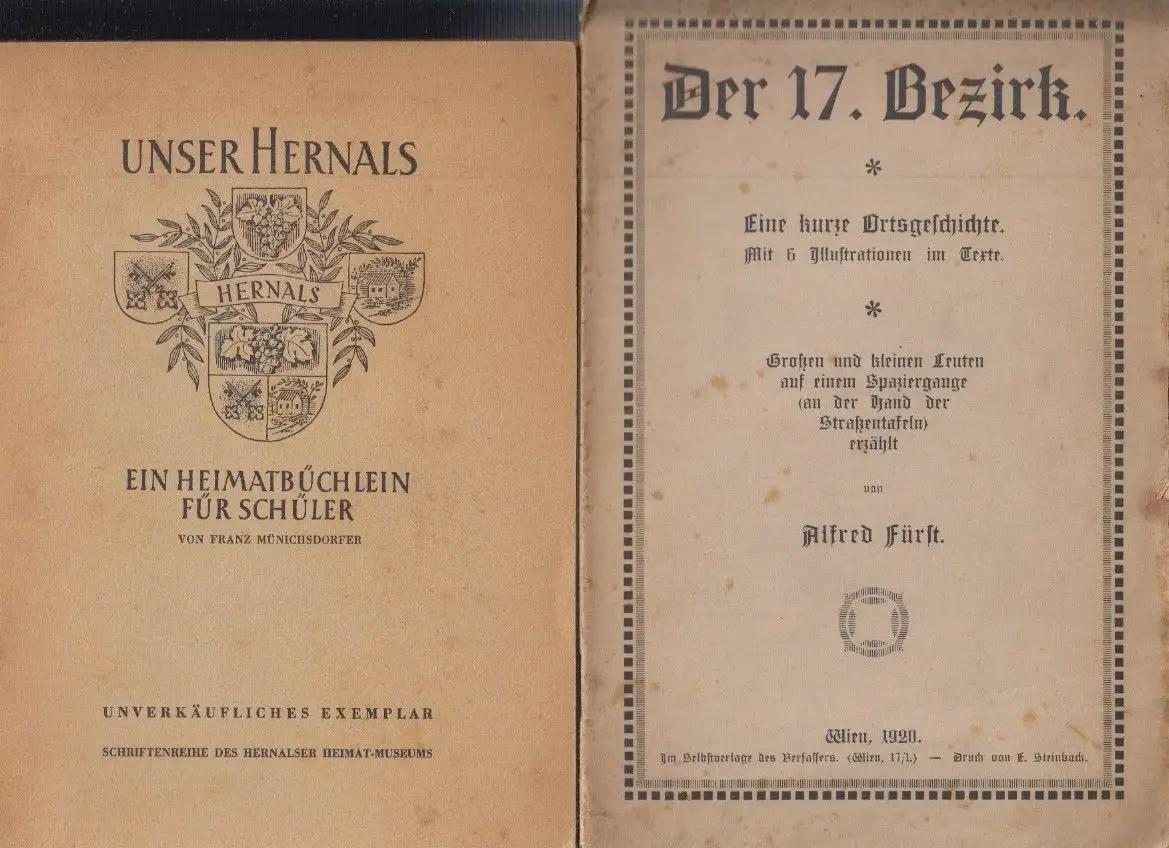 UNSER HERNALS
HERNALS
EIN HEIMATBÜCHLEIN
FÜR SCHÜLER
VON FRANZ MÜNICHSDORFER
UNVERKÄUFLICHES EXEMPLAR
SCHRIFTENREIHE DES HERNALSER HEIMAT-MUSEUMS
Der 17. Bezirk.
*
Eine kurze Ortsgeschichte.
Mit 6 Illustrationen im Texte.
*
Großen und kleinen Leuten
auf einem Spaziergange
(an der Hand der
Straßentafeln)
erzählt
von
Alfred Fürst.
Wien, 1920.
Im Selbstverlage des Verfassers. (Wien, 17/1.) — Druck von L. Steinbach.